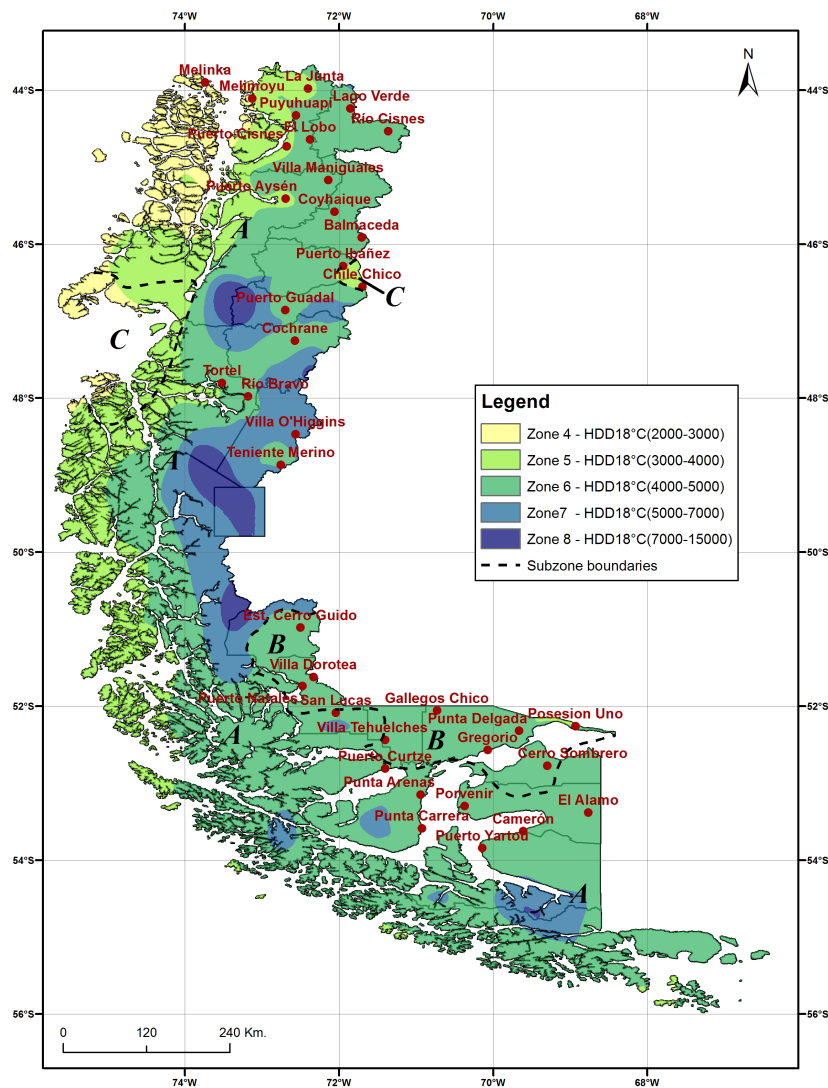 74°W 72°W 70°W 68°W
N
44°S 44°S
Melinka
La Junta
Melimoyu
Lago Verde
Puyuhuapi
Río Cisnes
El Lobo
Puerto Cisnes
Villa Maniguales
Puerto Aysén
Coyhaique
Balmaceda
A
46°S 46°S
Puerto Ibáñez
Chile Chico
C
Puerto Guadal
Cochrane
C
Tortel
48°S 48°S
Río Bravo
Villa O'Higgins
Teniente Merino
A
Legend
Zone 4 - HDD18°C(2000-3000)
Zone 5 - HDD18°C(3000-4000)
Zone 6 - HDD18°C(4000-5000)
Zone7 - HDD18°C(5000-7000)
Zone 8 - HDD18°C(7000-15000)
Subzone boundaries
50°S 50°S
Est. Cerro Guido
B
Villa Dorotea
52°S 52°S
Puerto Natales
San Lucas
Gallegos Chico
Posesion Uno
Punta Delgada
Villa Tehuelches
A
B
Gregorio
Cerro Sombrero
Puerto Curtze
Punta Arenas
Porvenir
El Alamo
Punta Carrera
Camerón
Puerto Yartou
54°S 54°S
A
56°S 56°S
0 120 240 Km.
74°W 72°W 70°W 68°W